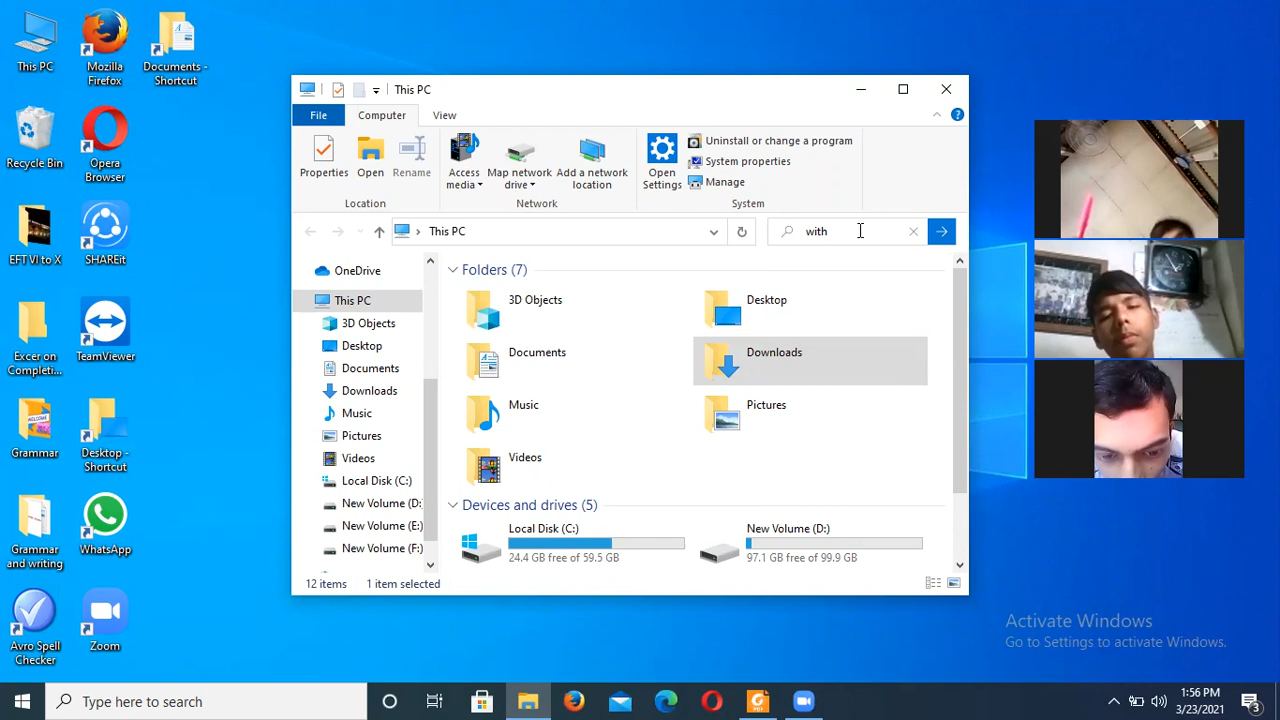 This PC
Mozilla
Firefox
Documents -
Shortcut
Recycle Bin
Opera
Browser
EFT VI to X
SHAREit
Excer on
Completi...
TeamViewer
Grammar
Desktop -
Shortcut
Grammar
and writing
WhatsApp
Avro Spell
Checker
Zoom
This PC
File
Computer
View
Properties
Open
Rename
Location
Access
media
Map network
drive
Add a network
location
Network
Open
Settings
Uninstall or change a program
System properties
Manage
System
This PC
with
OneDrive
This PC
3D Objects
Desktop
Documents
Downloads
Music
Pictures
Videos
Local Disk (C:)
New Volume (D:
New Volume (E:)
New Volume (F:)
Folders (7)
3D Objects
Desktop
Documents
Downloads
Music
Pictures
Videos
Devices and drives (5)
Local Disk (C:)
24.4 GB free of 59.5 GB
New Volume (D:)
97.1 GB free of 99.9 GB
12 items
1 item selected
Activate Windows
Go to Settings to activate Windows.
Type here to search
1:56 PM
3/23/2021
3